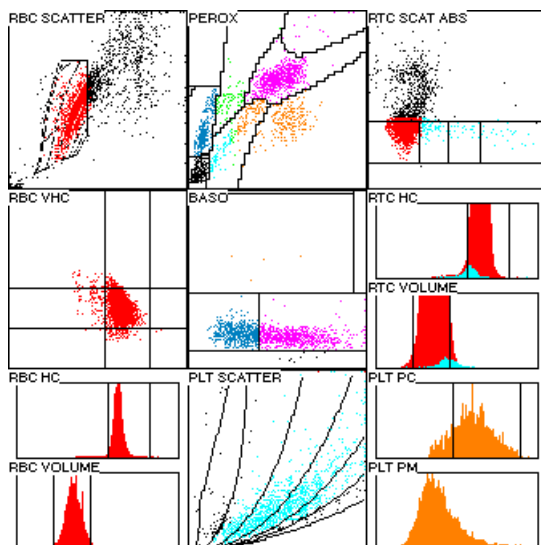 RBC SCATTER
PEROX
RTC SCAT ABS
RBC VHC
BASO
RTC HC
RTC VOLUME
RBC HC
PLT SCATTER
PLT PC
RBC VOLUME
PLT PM